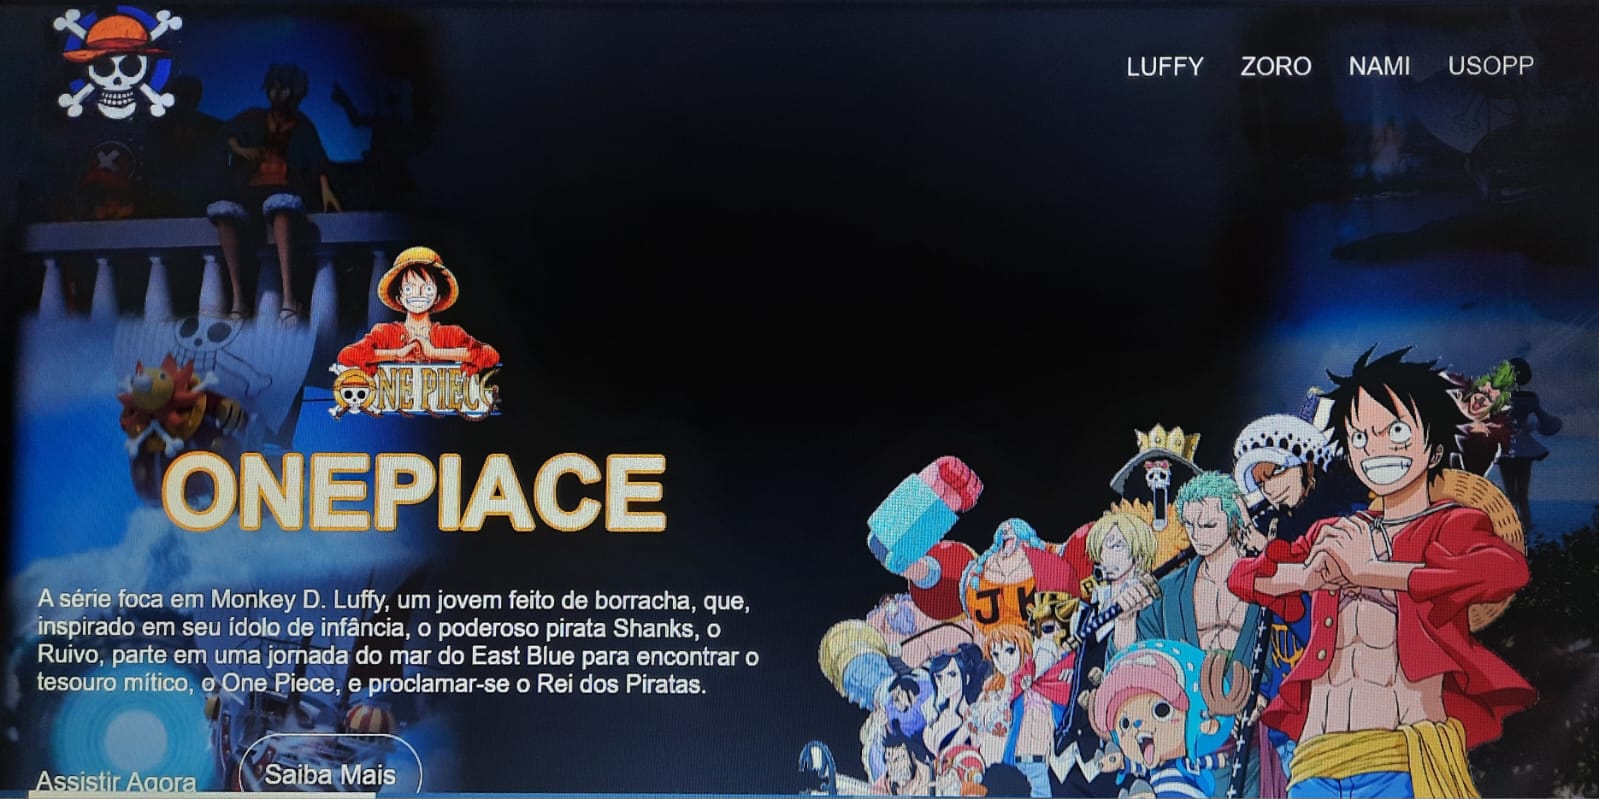 LUFFY ZORO NAMI USOPP
ONE PIECE
ONEPIACE
A série foca em Monkey D. Luffy, um jovem feito de borracha, que,
inspirado em seu ídolo de infância, o poderoso pirata Shanks, o
Ruivo, parte em uma jornada do mar do East Blue para encontrar o
tesouro mítico, o One Piece, e proclamar-se o Rei dos Piratas.
Assistir Agora
Saiba Mais